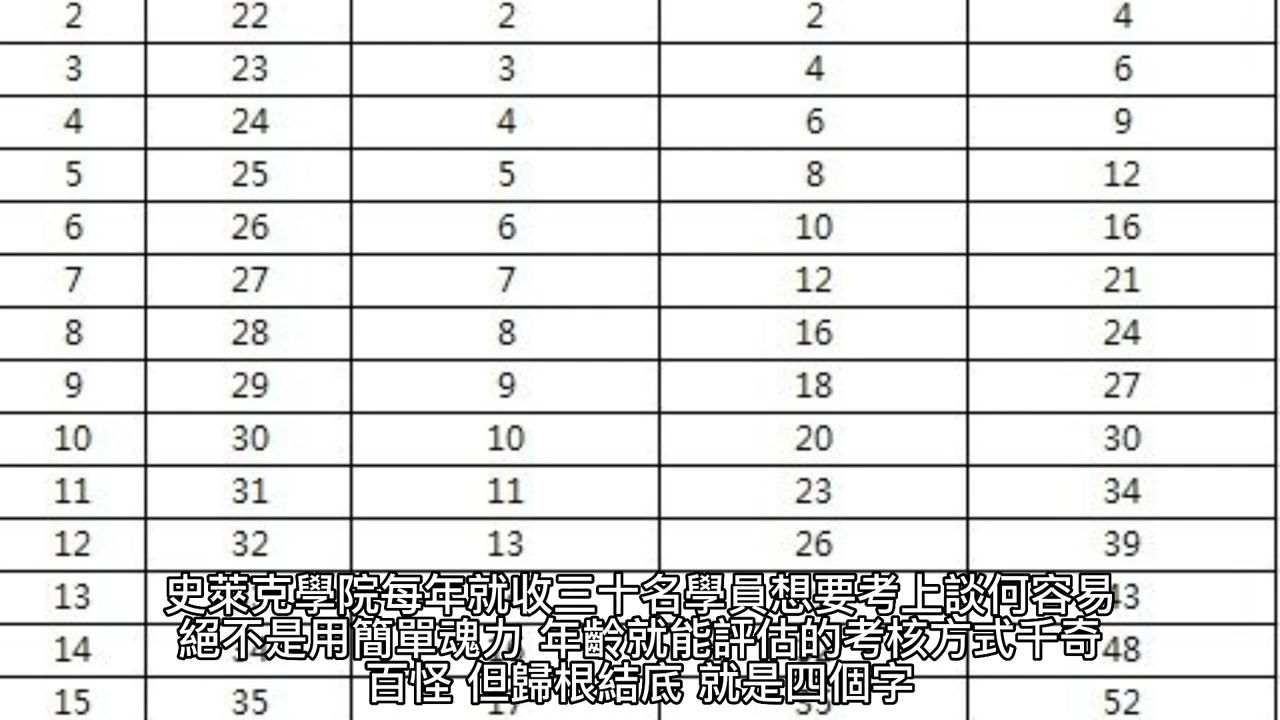 2 22 2 2 4
3 23 3 4 6
4 24 4 6 9
5 25 5 8 12
6 26 6 10 16
7 27 7 12 21
8 28 8 16 24
9 29 9 18 27
10 30 10 20 30
11 31 11 23 34
12 32 13 26 39
13 43
史萊克學院每年就收三十名學員想要考上談何容易
14 48
絕不是用簡單魂力 年齡就能評估的考核方式千奇
百怪 但歸根結底 就是四個字
15 35 17 35 52